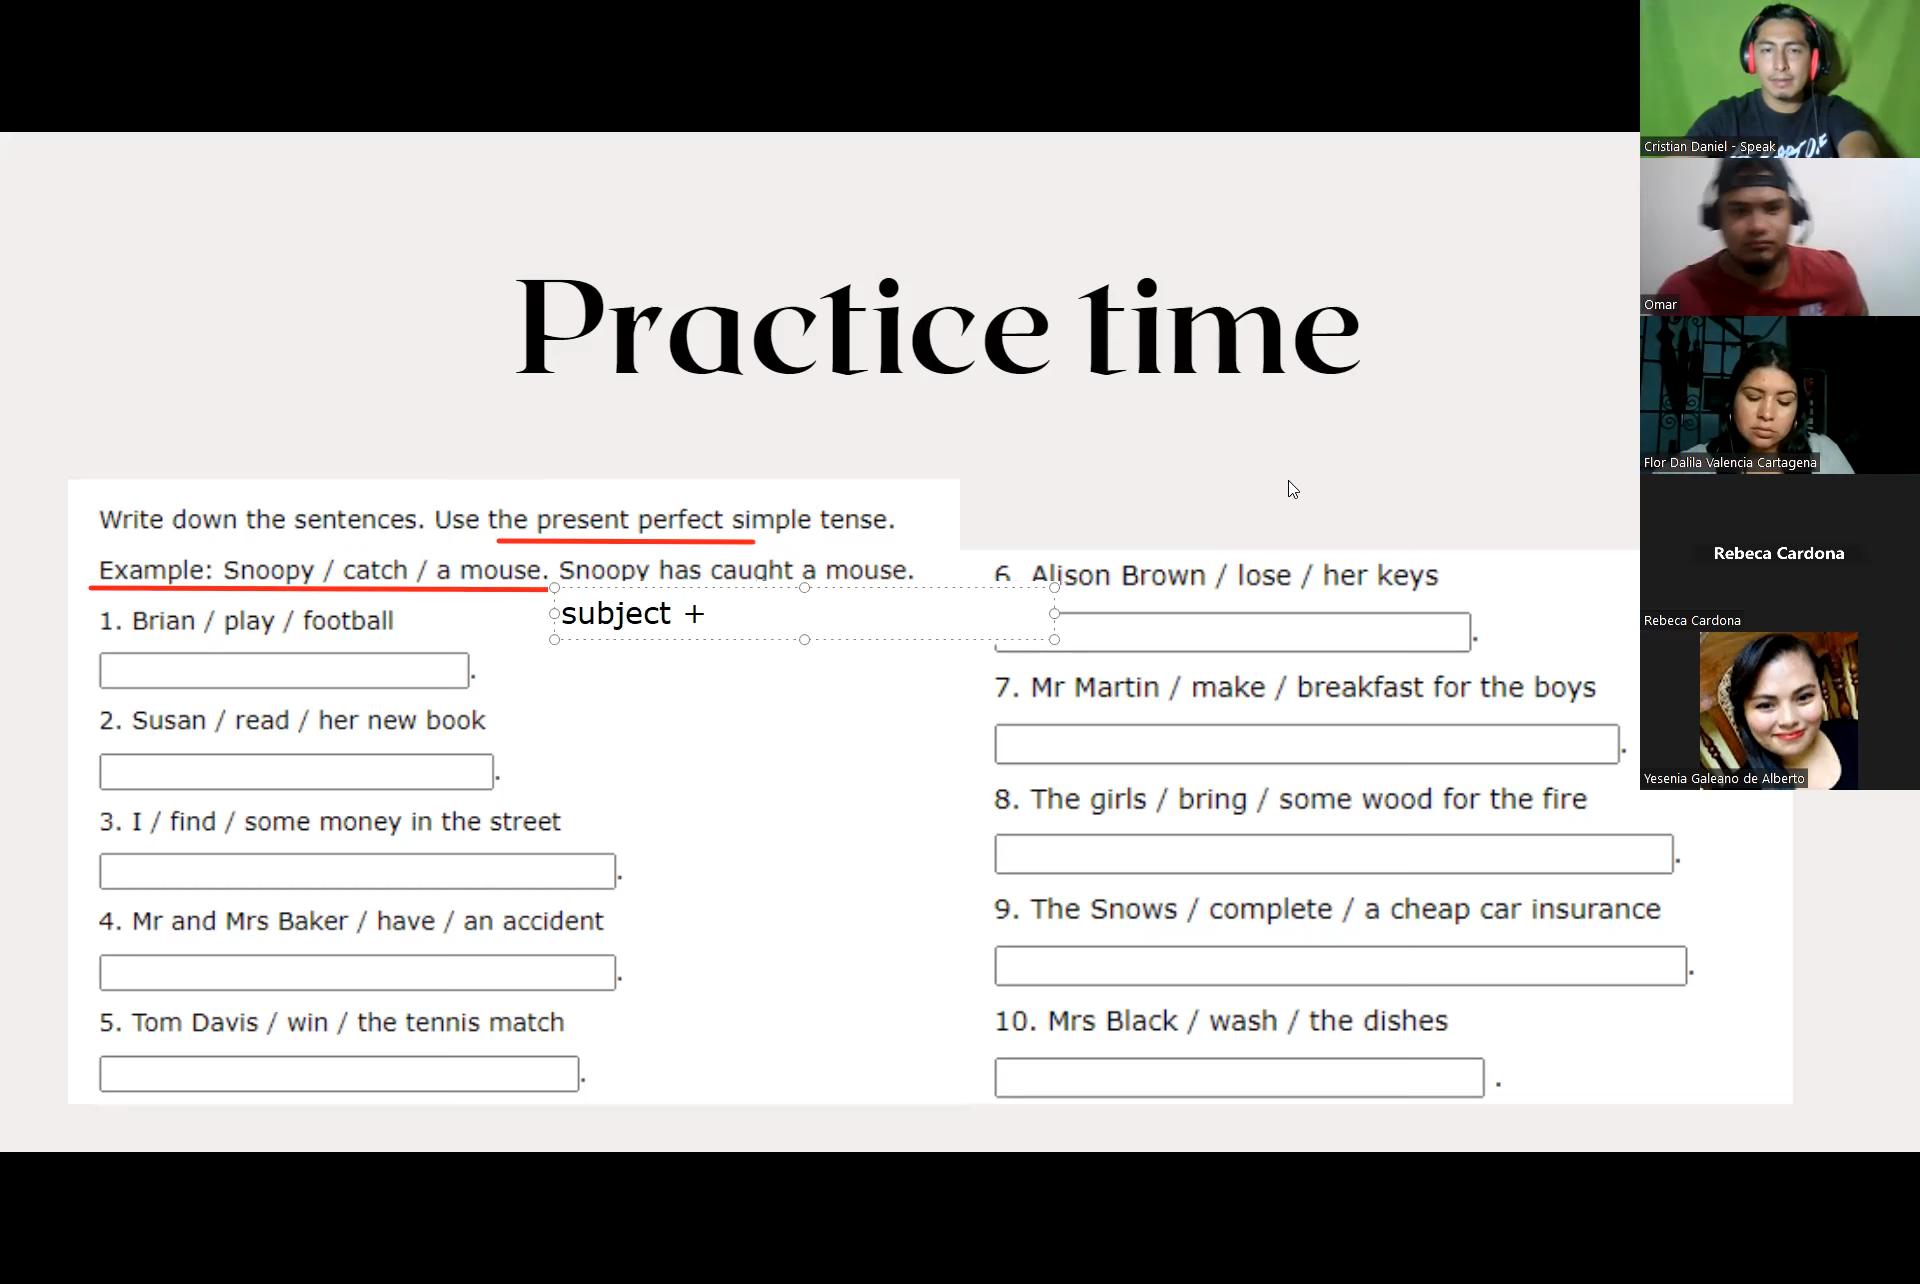 Practice time
Write down the sentences. Use the present perfect simple tense.
Example: Snoopy / catch / a mouse. Snoopy has caught a mouse.
subject +
1. Brian / play / football
.
2. Susan / read / her new book
.
3. I / find / some money in the street
.
4. Mr and Mrs Baker / have / an accident
.
5. Tom Davis / win / the tennis match
.
6. Alison Brown / lose / her keys
.
7. Mr Martin / make / breakfast for the boys
.
8. The girls / bring / some wood for the fire
.
9. The Snows / complete / a cheap car insurance
.
10. Mrs Black / wash / the dishes
.
Cristian Daniel - Speak
Omar
Flor Dalila Valencia Cartagena
Rebeca Cardona
Rebeca Cardona
Yesenia Galeano de Alberto